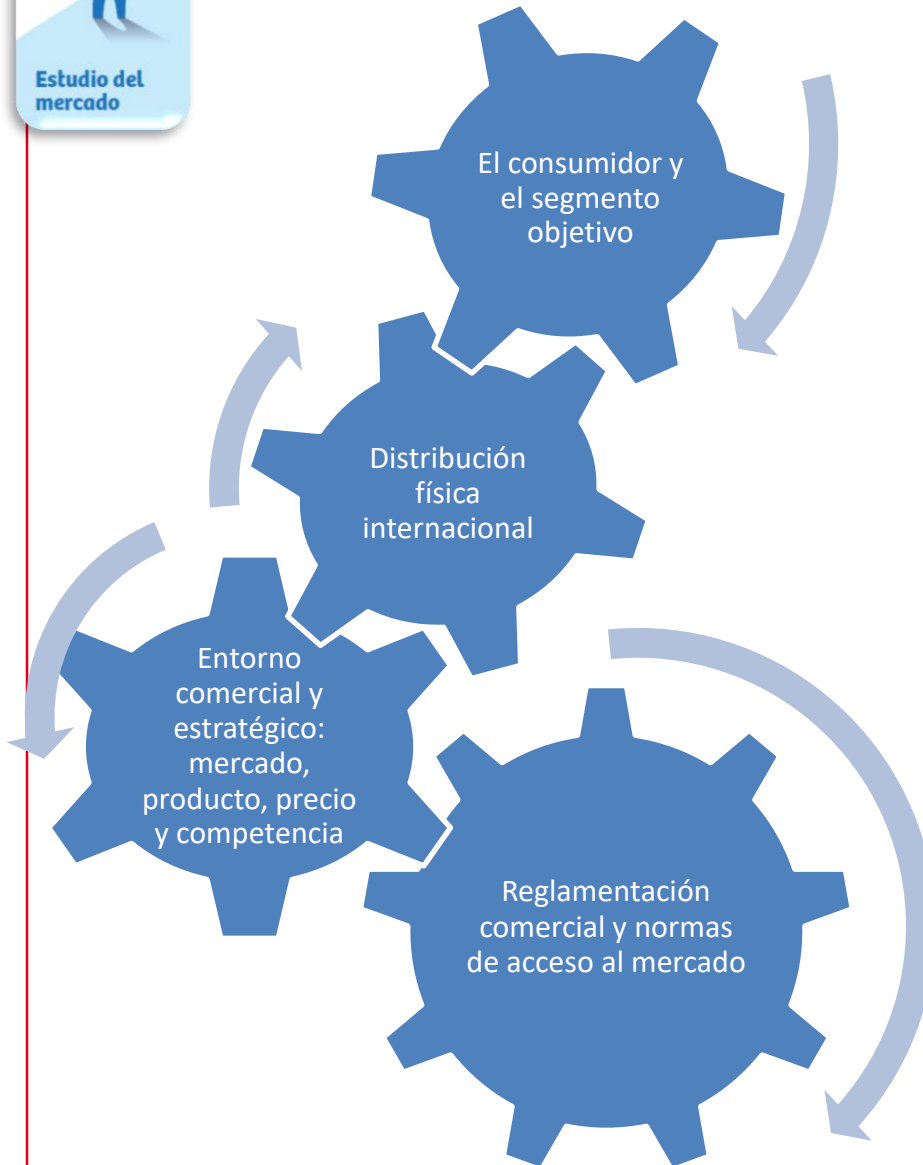 Estudio del
mercado
El consumidor y
el segmento
objetivo
Distribución
física
internacional
Entorno
comercial y
estratégico:
mercado,
producto, precio
y competencia
Reglamentación
comercial y normas
de acceso al mercado